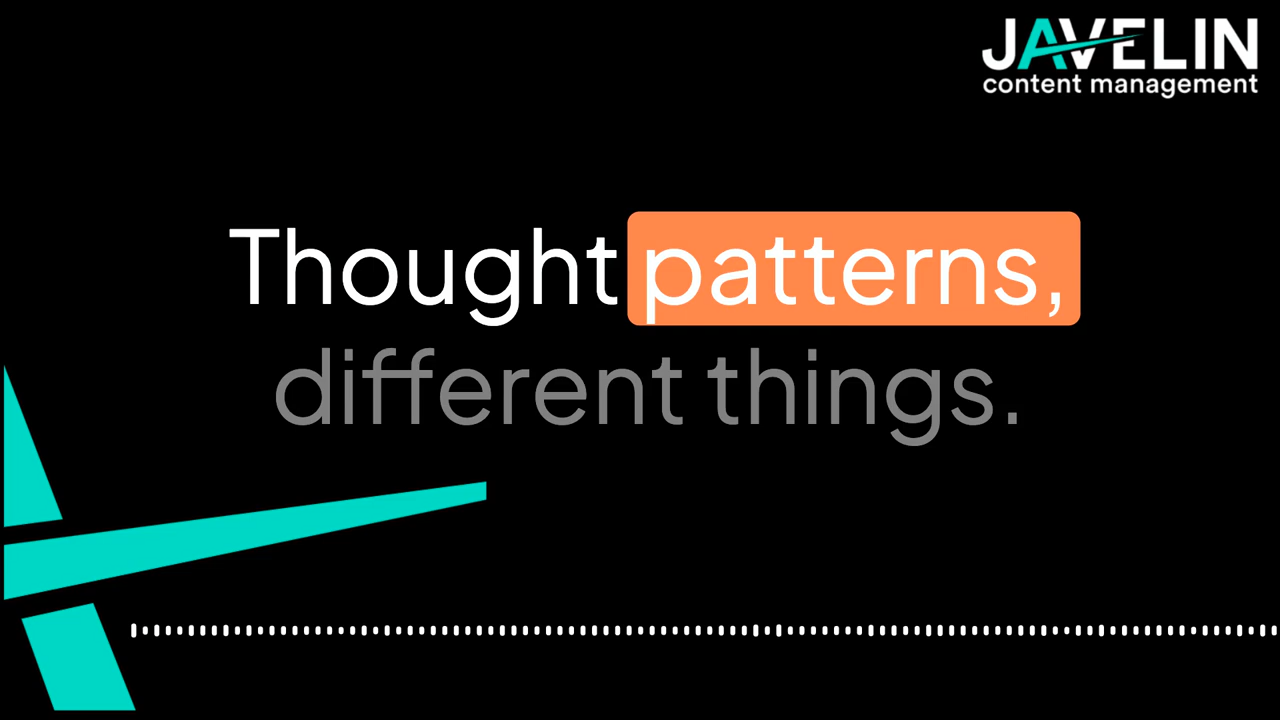 JAVELIN
content management
Thought patterns,
different things.